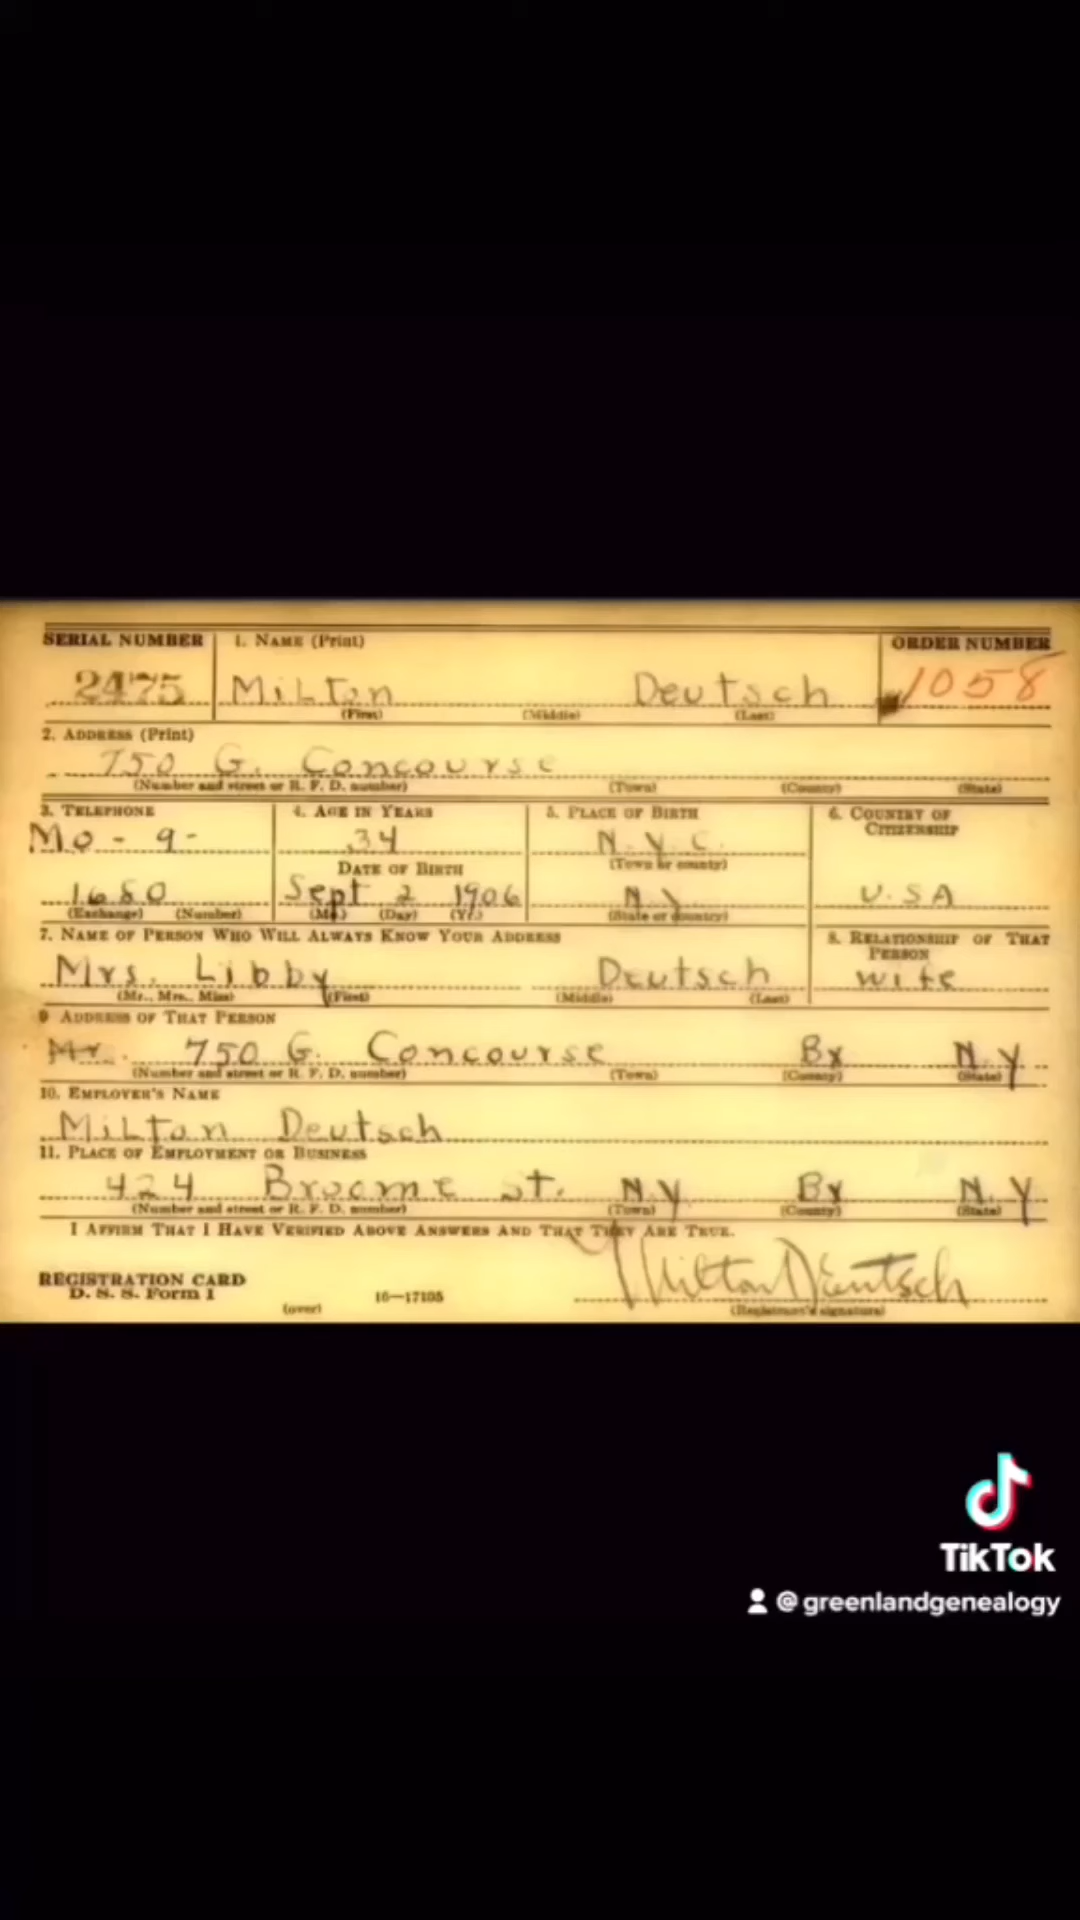 SERIAL NUMBER 1. NAME (Print) ORDER NUMBER
2475 MiLTon Deutsch 1058
(First) (Middle) (Last)
2. ADDRESS (Print)
750 G. Concourse
(Number and street or R. F. D. number) (Town) (County) (State)
3. TELEPHONE 4. AGE IN YEARS 5. PLACE OF BIRTH 6. COUNTRY OF CITIZENSHIP
Mo - 9 - 34 N.Y.C.
DATE OF BIRTH (Town or county)
1680 Sept 2 1906 N.Y U.S A
(Exchange) (Number) (Mo.) (Day) (Yr.) (State or country)
7. NAME OF PERSON WHO WILL ALWAYS KNOW YOUR ADDRESS 8. RELATIONSHIP OF THAT PERSON
Mrs. Libby Deutsch wife
(Mr., Mrs., Miss) (First) (Middle) (Last)
9 ADDRESS OF THAT PERSON
Mr. 750 G. Concourse Bx N.Y
(Number and street or R. F. D. number) (Town) (County) (State)
10. EMPLOYER'S NAME
MiLTon Deutsch
11. PLACE OF EMPLOYMENT OR BUSINESS
424 Broome st. N.Y Bx N.Y
(Number and street or R. F. D. number) (Town) (County) (State)
I AFFIRM THAT I HAVE VERIFIED ABOVE ANSWERS AND THAT THEY ARE TRUE.
REGISTRATION CARD Milton Deutsch
D. S. S. Form 1 (over) 16—17105 (Registrant's signature)
TikTok
@greenlandgenealogy